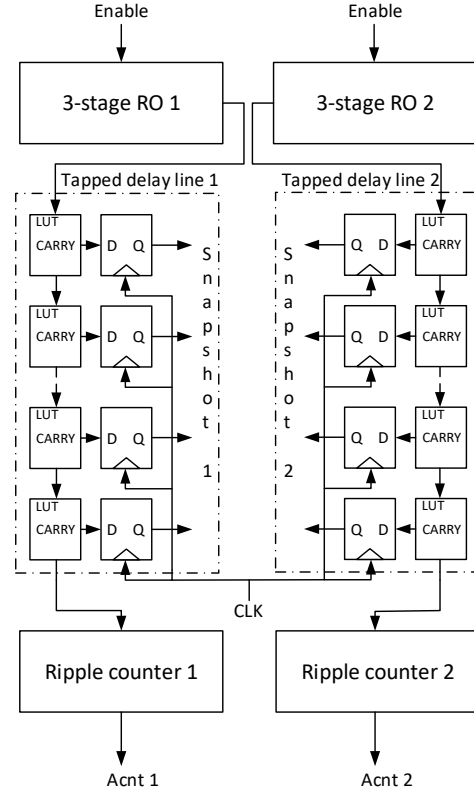 Enable Enable
3-stage RO 1 3-stage RO 2
Tapped delay line 1 Tapped delay line 2
LUT CARRY D Q Q D LUT CARRY
LUT CARRY D Q Q D LUT CARRY
LUT CARRY D Q Q D LUT CARRY
LUT CARRY D Q Q D LUT CARRY
Snapshot 1 Snapshot 2
CLK
Ripple counter 1 Ripple counter 2
Acnt 1 Acnt 2